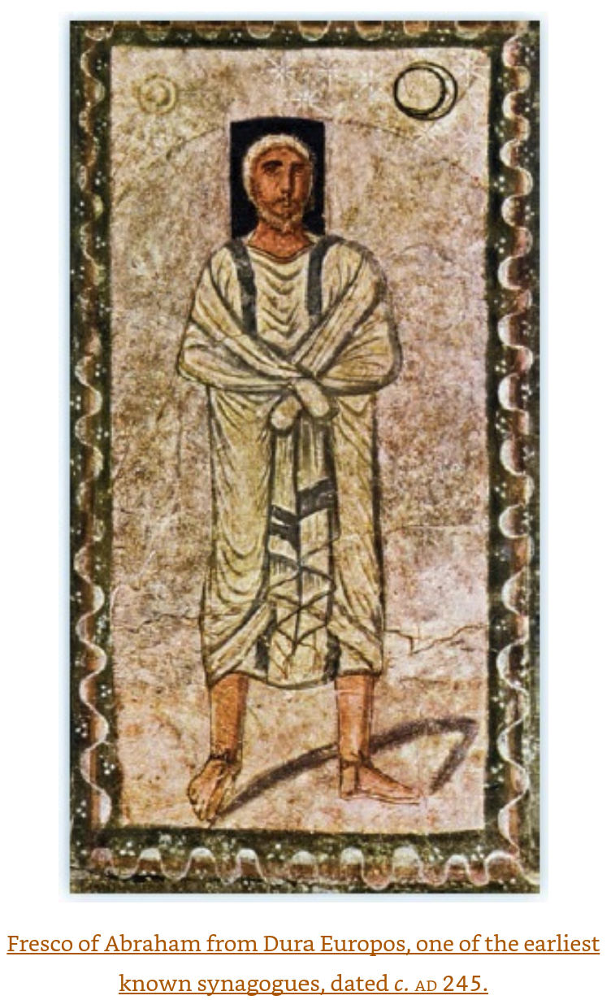 Fresco of Abraham from Dura Europos, one of the earliest
known synagogues, dated c. AD 245.